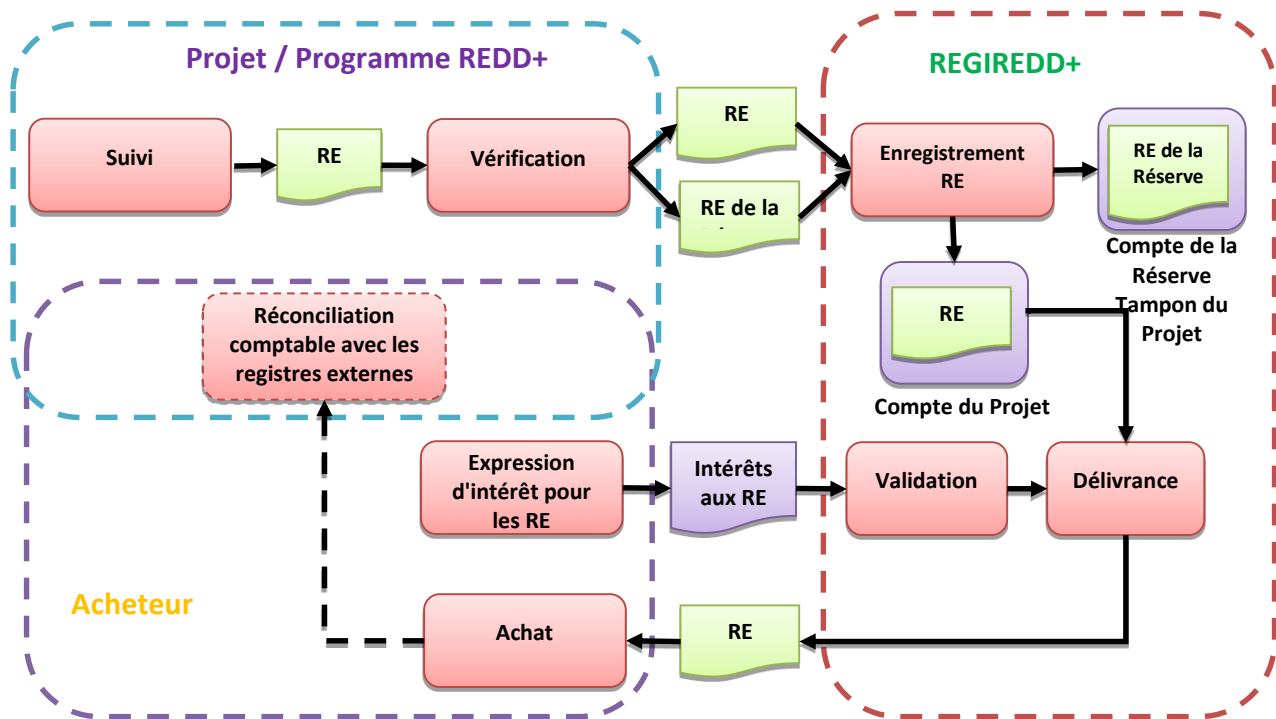 Projet / Programme REDD+
REGIREDD+
Suivi
RE
Vérification
RE
RE de la
Enregistrement
RE
RE de la
Réserve
Compte de la
Réserve
Tampon du
Projet
RE
Compte du Projet
Réconciliation
comptable avec les
registres externes
Expression
d'intérêt pour
les RE
Intérêts
aux RE
Validation
Délivrance
Acheteur
Achat
RE